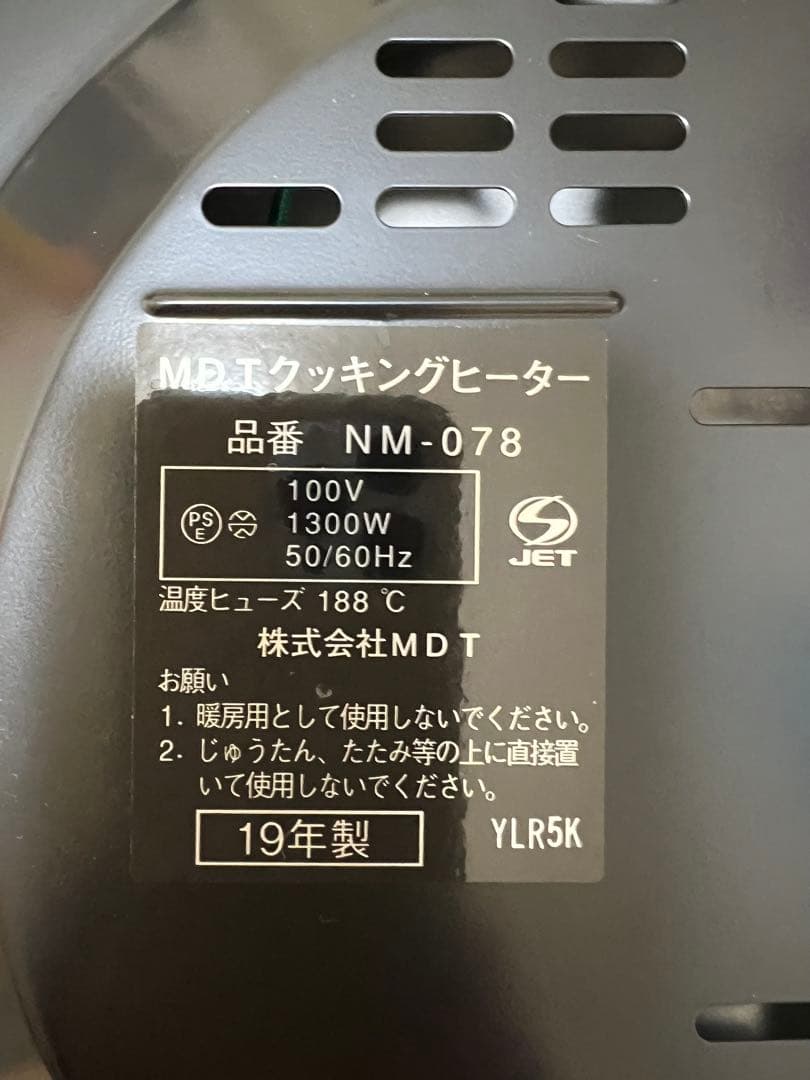 MDTクッキングヒーター
品番 NM-078
100V
PS E 1300W
50/60Hz
JET
温度ヒューズ 188 ℃
株式会社MDT
お願い
1. 暖房用として使用しないでください。
2. じゅうたん、たたみ等の上に直接置
いて使用しないでください。
19年製
YLR5K